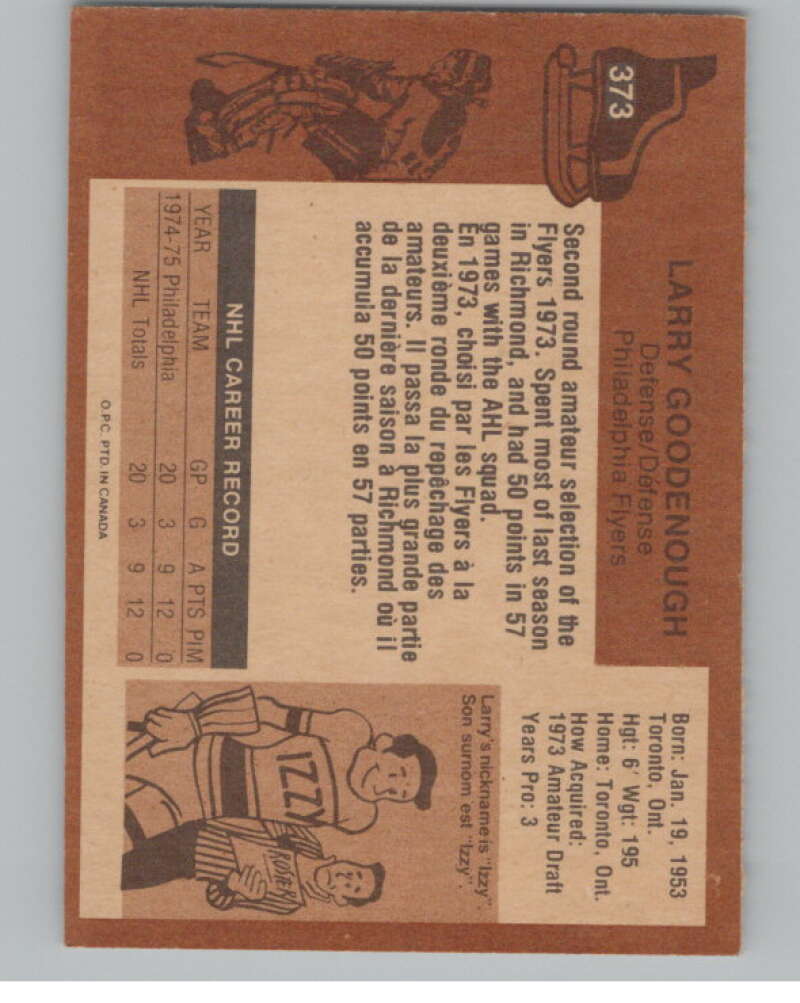 373
LARRY GOODENOUGH
Defense/Défense
Philadelphia Flyers
Born: Jan. 19, 1953
Toronto, Ont.
Hgt: 6' Wgt: 195
Home: Toronto, Ont.
How Acquired:
1973 Amateur Draft
Years Pro: 3
Second round amateur selection of the
Flyers 1973. Spent most of last season
in Richmond, and had 50 points in 57
games with the AHL squad.
En 1973, choisi par les Flyers à la
deuxième ronde du repêchage des
amateurs. Il passa la plus grande partie
de la dernière saison à Richmond où il
accumula 50 points en 57 parties.
Larry's nickname is "Izzy".
Son surnom est "Izzy".
IZZY
ROSTER
NHL CAREER RECORD
YEAR TEAM GP G A PTS PIM
1974-75 Philadelphia 20 3 9 12 0
NHL Totals 20 3 9 12 0
O.P.C. PTD. IN CANADA